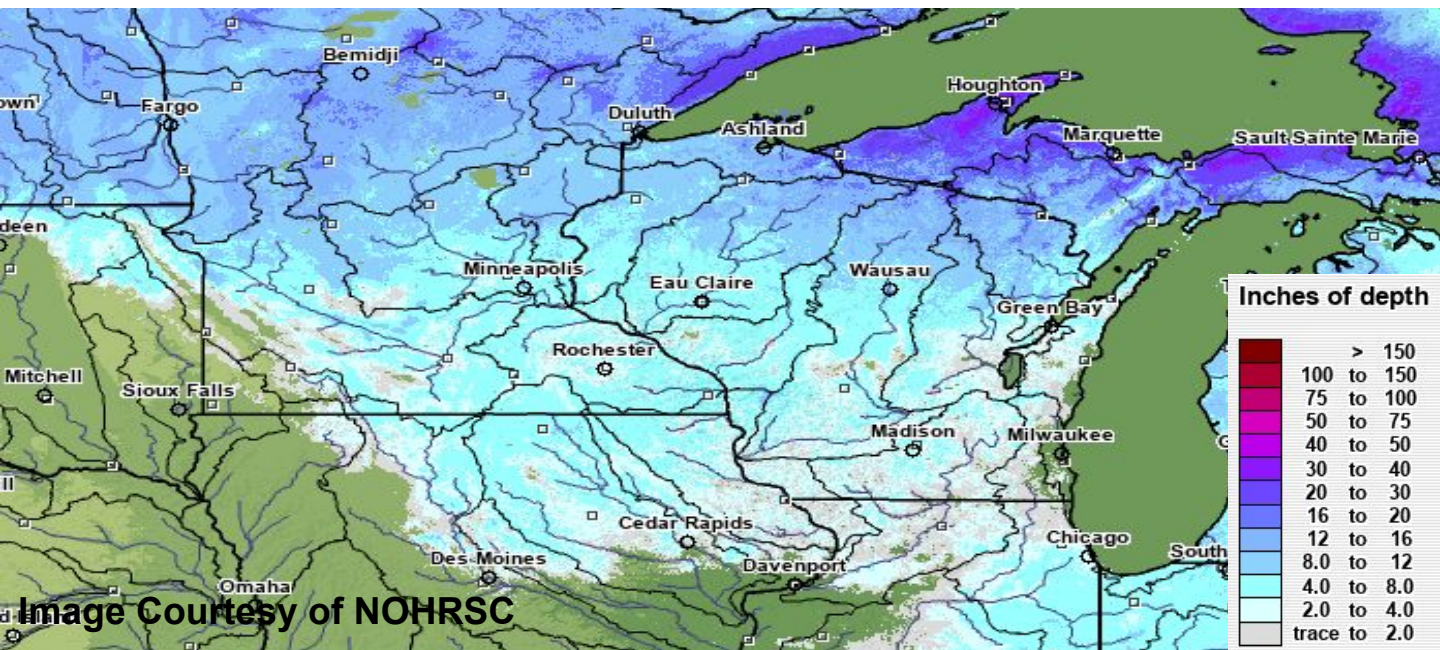 Bemidji
Houghton
own
Fargo
Duluth
Ashland
Marquette
Sault Sainte Marie
deen
Minneapolis
Eau Claire
Wausau
Green Bay
Rochester
Mitchell
Sioux Falls
Madison
Milwaukee
ll
Cedar Rapids
Chicago
Des Moines
Davenport
South
Omaha
Image Courtesy of NOHRSC
Inches of depth
> 150
100 to 150
75 to 100
50 to 75
40 to 50
30 to 40
20 to 30
16 to 20
12 to 16
8.0 to 12
4.0 to 8.0
2.0 to 4.0
trace to 2.0